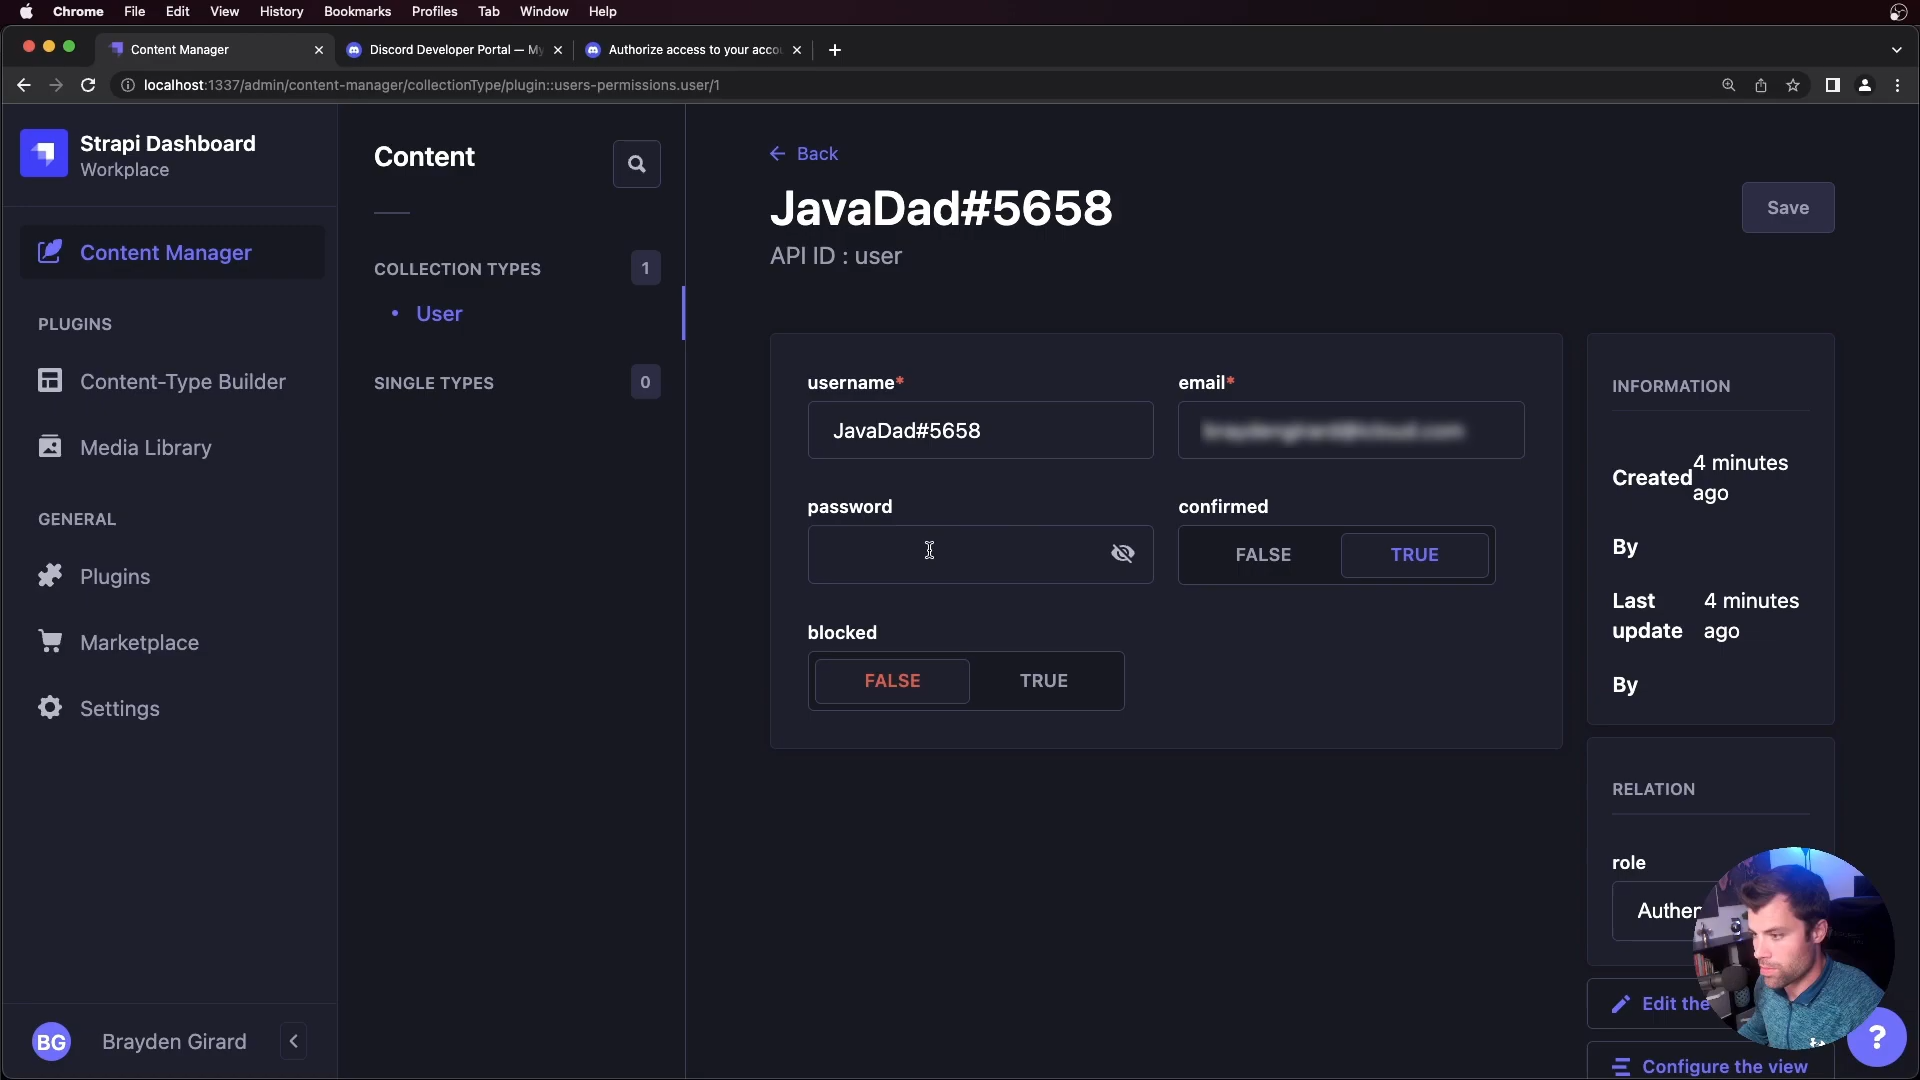 Chrome File Edit View History Bookmarks Profiles Tab Window Help
Content Manager
Discord Developer Portal — My
Authorize access to your acco
localhost:1337/admin/content-manager/collectionType/plugin::users-permissions.user/1
Strapi Dashboard
Workplace
Content Manager
PLUGINS
Content-Type Builder
Media Library
GENERAL
Plugins
Marketplace
Settings
BG Brayden Girard
Content
COLLECTION TYPES 1
User
SINGLE TYPES 0
Back
JavaDad#5658
API ID : user
Save
username*
JavaDad#5658
email*
password
confirmed
FALSE TRUE
blocked
FALSE TRUE
INFORMATION
Created 4 minutes ago
By
Last update 4 minutes ago
By
RELATION
role
Authen
Edit the
Configure the view
?